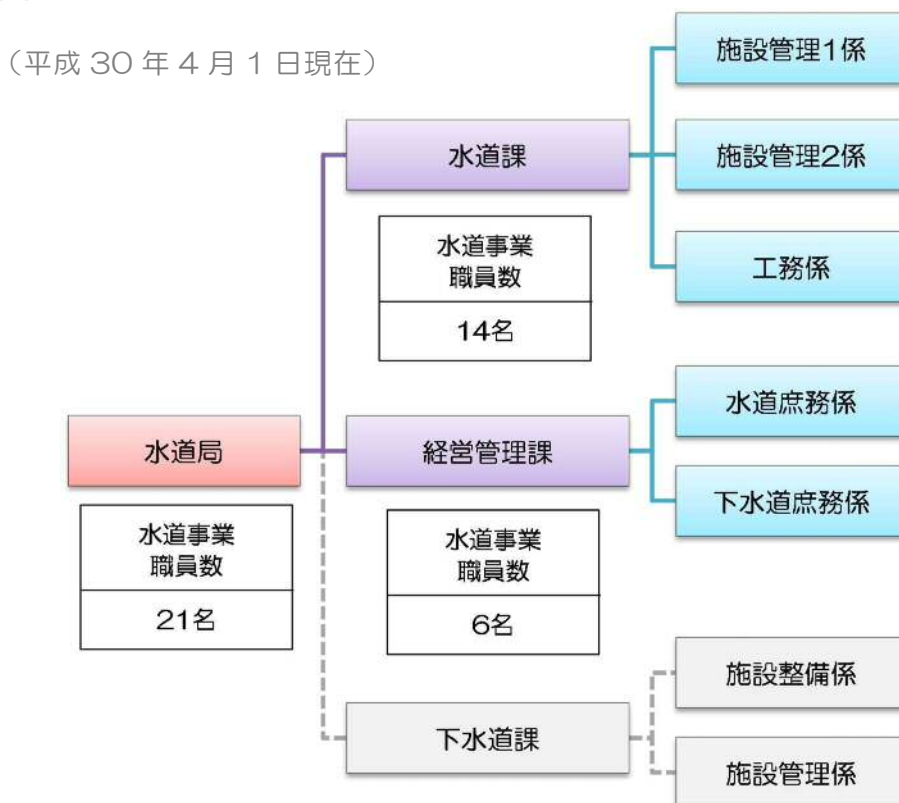 （平成 30 年 4 月 1 日現在）
施設管理1係
水道課
施設管理2係
水道事業
職員数
14名
工務係
水道庶務係
水道局
経営管理課
下水道庶務係
水道事業
職員数
21名
水道事業
職員数
6名
施設整備係
下水道課
施設管理係